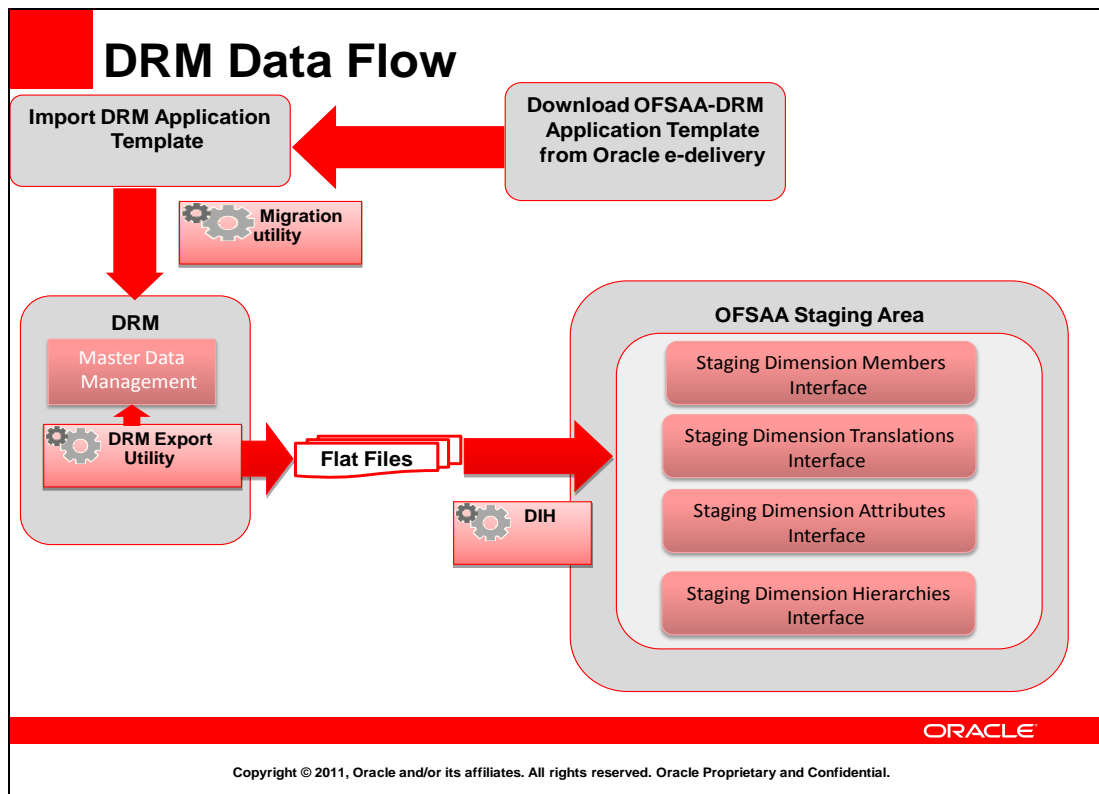 DRM Data Flow
Import DRM Application
Template
Download OFSAA-DRM
Application Template
from Oracle e-delivery
Migration
utility
DRM
Master Data
Management
DRM Export
Utility
Flat Files
DIH
OFSAA Staging Area
Staging Dimension Members
Interface
Staging Dimension Translations
Interface
Staging Dimension Attributes
Interface
Staging Dimension Hierarchies
Interface
ORACLE
Copyright © 2011, Oracle and/or its affiliates. All rights reserved. Oracle Proprietary and Confidential.